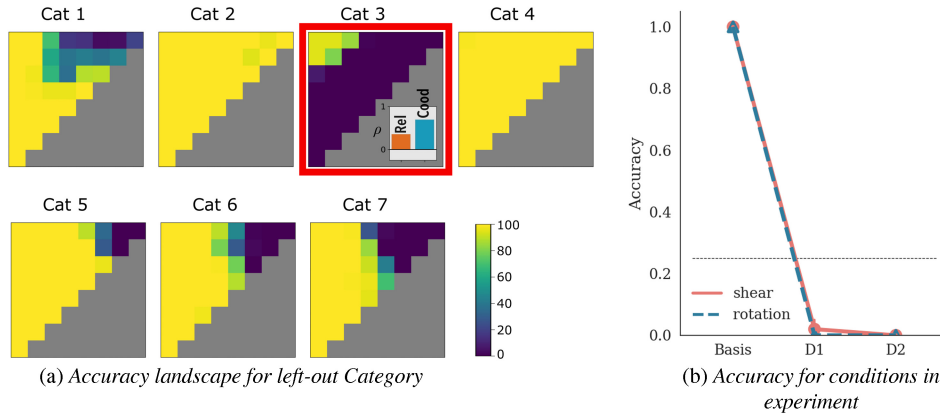 Cat 1
Cat 2
Cat 3
Cat 4
1
ρ
0
Rel
Cood
Cat 5
Cat 6
Cat 7
100
80
60
40
20
0
(a) Accuracy landscape for left-out Category
1.0
0.8
0.6
0.4
0.2
0.0
Accuracy
shear
rotation
Basis
D1
D2
(b) Accuracy for conditions in
experiment